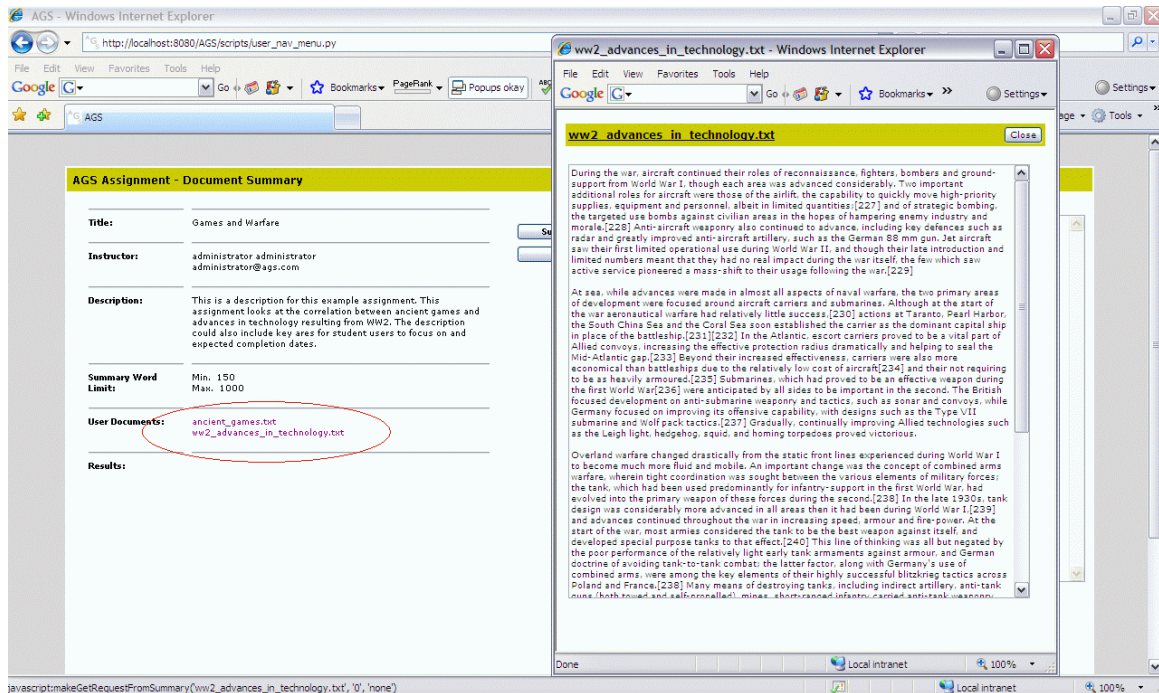 AGS - Windows Internet Explorer
http://localhost:8080/AGS/scripts/user_nav_menu.py
File Edit View Favorites Tools Help
Google G Go Bookmarks PageRank Popups okay ABC Settings
AGS
age Tools
AGS Assignment - Document Summary
Title: Games and Warfare
Su
Instructor: administrator administrator
administrator@ags.com
Description: This is a description for this example assignment. This
assignment looks at the correlation between ancient games and
advances in technology resulting from WW2. The description
could also include key ares for student users to focus on and
expected completion dates.
Summary Word Min. 150
Limit: Max. 1000
User Documents: ancient_games.txt
ww2_advances_in_technology.txt
Results:
javascript:makeGetRequestFromSummary('ww2_advances_in_technology.txt', '0', 'none')
Local intranet
100%
ww2_advances_in_technology.txt - Windows Internet Explorer
File Edit View Favorites Tools Help
Google G Go Bookmarks Settings
ww2_advances_in_technology.txt Close
During the war, aircraft continued their roles of reconnaissance, fighters, bombers and ground-
support from World War I, though each area was advanced considerably. Two important
additional roles for aircraft were those of the airlift, the capability to quickly move high-priority
supplies, equipment and personnel, albeit in limited quantities;[227] and of strategic bombing,
the targeted use bombs against civilian areas in the hopes of hampering enemy industry and
morale.[228] Anti-aircraft weaponry also continued to advance, including key defences such as
radar and greatly improved anti-aircraft artillery, such as the German 88 mm gun. Jet aircraft
saw their first limited operational use during World War II, and though their late introduction and
limited numbers meant that they had no real impact during the war itself, the few which saw
active service pioneered a mass-shift to their usage following the war.[229]
At sea, while advances were made in almost all aspects of naval warfare, the two primary areas
of development were focused around aircraft carriers and submarines. Although at the start of
the war aeronautical warfare had relatively little success,[230] actions at Taranto, Pearl Harbor,
the South China Sea and the Coral Sea soon established the carrier as the dominant capital ship
in place of the battleship.[231][232] In the Atlantic, escort carriers proved to be a vital part of
Allied convoys, increasing the effective protection radius dramatically and helping to seal the
Mid-Atlantic gap.[233] Beyond their increased effectiveness, carriers were also more
economical than battleships due to the relatively low cost of aircraft[234] and their not requiring
to be as heavily armoured.[235] Submarines, which had proved to be an effective weapon during
the first World War[236] were anticipated by all sides to be important in the second. The British
focused development on anti-submarine weaponry and tactics, such as sonar and convoys, while
Germany focused on improving its offensive capability, with designs such as the Type VII
submarine and Wolf pack tactics.[237] Gradually, continually improving Allied technologies such
as the Leigh light, hedgehog, squid, and homing torpedoes proved victorious.
Overland warfare changed drastically from the static front lines experienced during World War I
to become much more fluid and mobile. An important change was the concept of combined arms
warfare, wherein tight coordination was sought between the various elements of military forces;
the tank, which had been used predominantly for infantry-support in the first World War, had
evolved into the primary weapon of these forces during the second.[238] In the late 1930s, tank
design was considerably more advanced in all areas then it had been during World War I,[239]
and advances continued throughout the war in increasing speed, armour and fire-power. At the
start of the war, most armies considered the tank to be the best weapon against itself, and
developed special purpose tanks to that effect.[240] This line of thinking was all but negated by
the poor performance of the relatively light early tank armaments against armour, and German
doctrine of avoiding tank-to-tank combat; the latter factor, along with Germany's use of
combined arms, were among the key elements of their highly successful blitzkrieg tactics across
Poland and France.[238] Many means of destroying tanks, including indirect artillery, anti-tank
guns (both towed and self-propelled), mines, short-ranged infantry carried anti-tank weaponry
Done Local intranet 100%